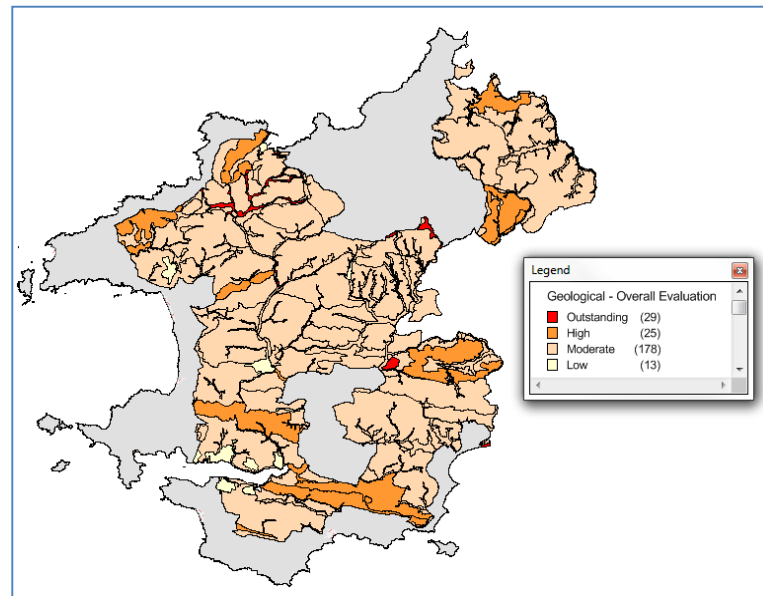 Legend
Geological - Overall Evaluation
Outstanding (29)
High (25)
Moderate (178)
Low (13)